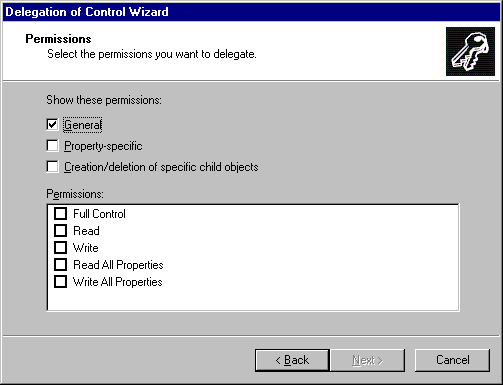 Delegation of Control Wizard
Permissions
Select the permissions you want to delegate.
Show these permissions:
General
Property-specific
Creation/deletion of specific child objects
Permissions:
Full Control
Read
Write
Read All Properties
Write All Properties
< Back Next > Cancel